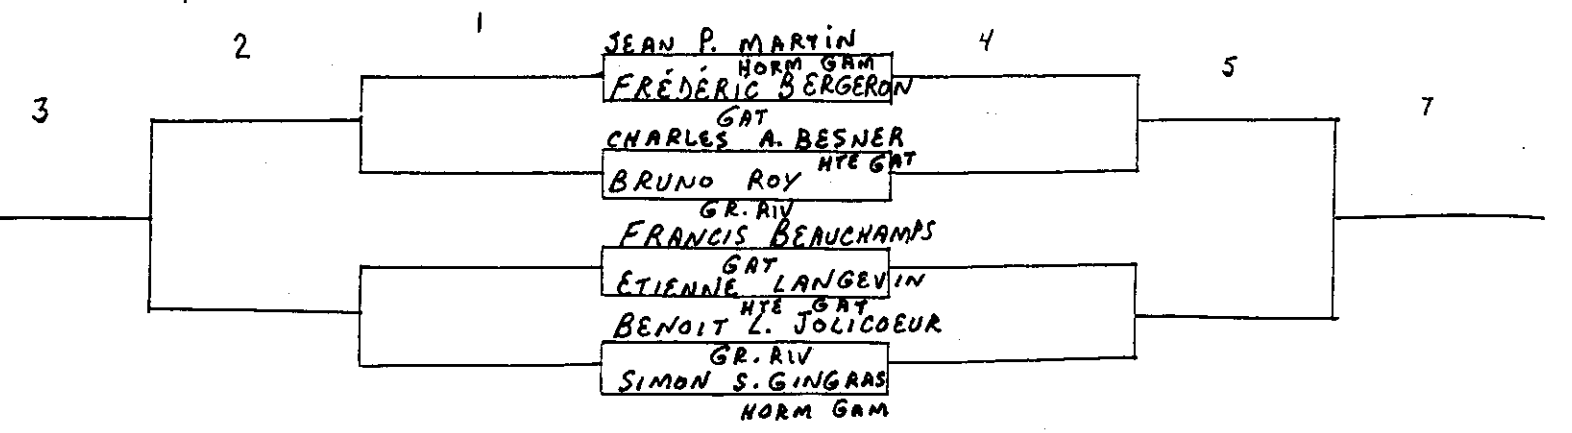 1
2
3
JEAN P. MARTIN
HORM GAM
FRÉDÉRIC BERGERON
GAT
CHARLES A. BESNER
HTE GAT
BRUNO ROY
GR. RIV
FRANCIS BEAUCHAMPS
GAT
ETIENNE LANGEVIN
HTE GAT
BENOIT L. JOLICOEUR
GR. RIV
SIMON S. GINGRAS
HORM GAM
4
5
7